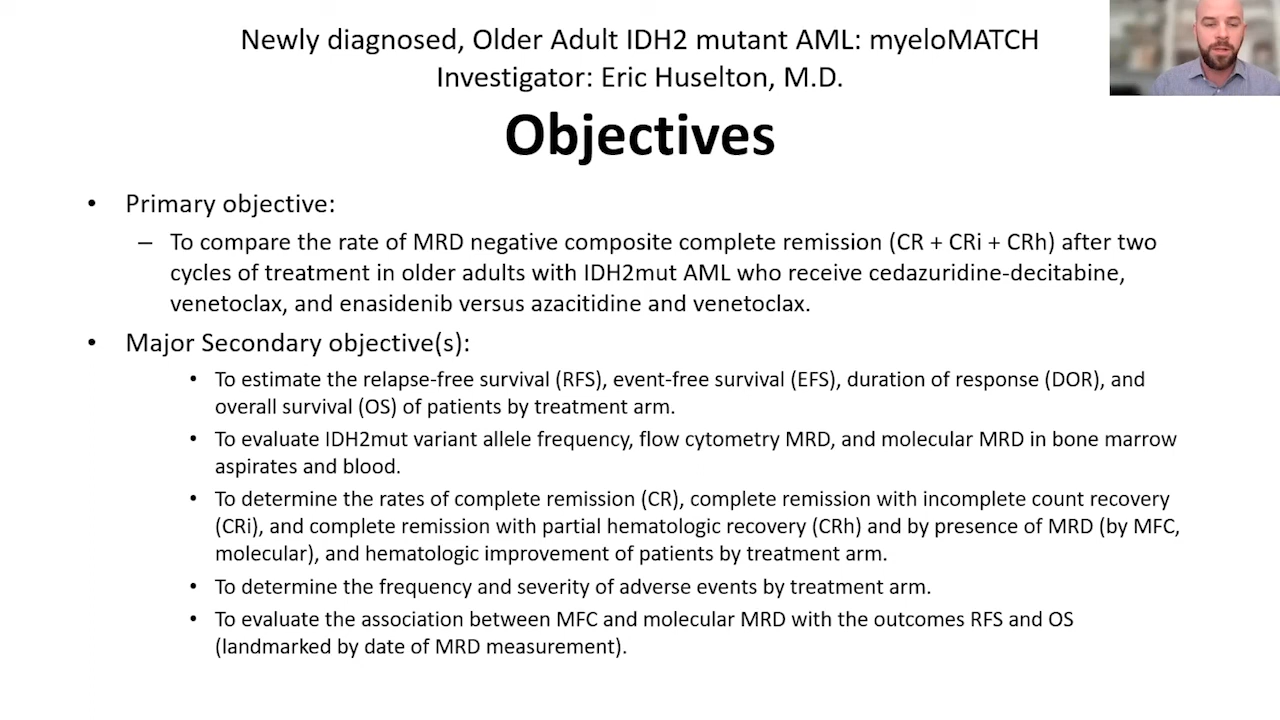 Newly diagnosed, Older Adult IDH2 mutant AML: myeloMATCH
Investigator: Eric Huselton, M.D.
Objectives
• Primary objective:
– To compare the rate of MRD negative composite complete remission (CR + CRi + CRh) after two
cycles of treatment in older adults with IDH2mut AML who receive cedazuridine-decitabine,
venetoclax, and enasidenib versus azacitidine and venetoclax.
• Major Secondary objective(s):
• To estimate the relapse-free survival (RFS), event-free survival (EFS), duration of response (DOR), and
overall survival (OS) of patients by treatment arm.
• To evaluate IDH2mut variant allele frequency, flow cytometry MRD, and molecular MRD in bone marrow
aspirates and blood.
• To determine the rates of complete remission (CR), complete remission with incomplete count recovery
(CRi), and complete remission with partial hematologic recovery (CRh) and by presence of MRD (by MFC,
molecular), and hematologic improvement of patients by treatment arm.
• To determine the frequency and severity of adverse events by treatment arm.
• To evaluate the association between MFC and molecular MRD with the outcomes RFS and OS
(landmarked by date of MRD measurement).